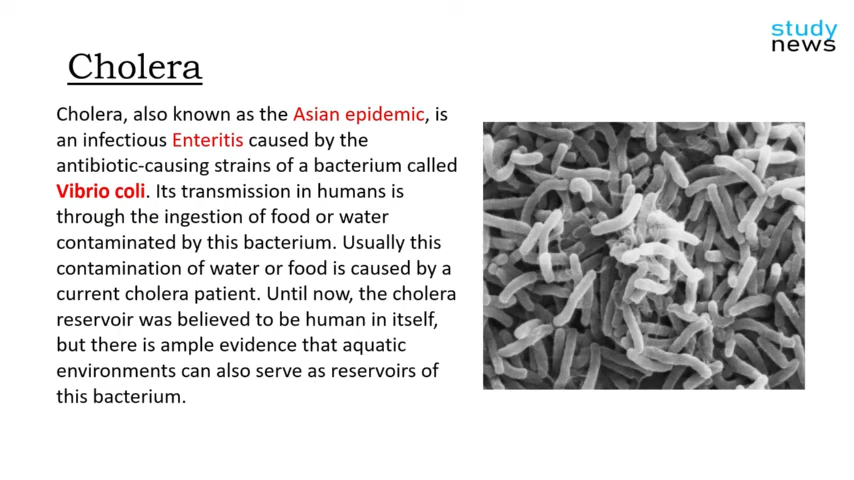 study
news
Cholera
Cholera, also known as the Asian epidemic, is
an infectious Enteritis caused by the
antibiotic-causing strains of a bacterium called
Vibrio coli. Its transmission in humans is
through the ingestion of food or water
contaminated by this bacterium. Usually this
contamination of water or food is caused by a
current cholera patient. Until now, the cholera
reservoir was believed to be human in itself,
but there is ample evidence that aquatic
environments can also serve as reservoirs of
this bacterium.